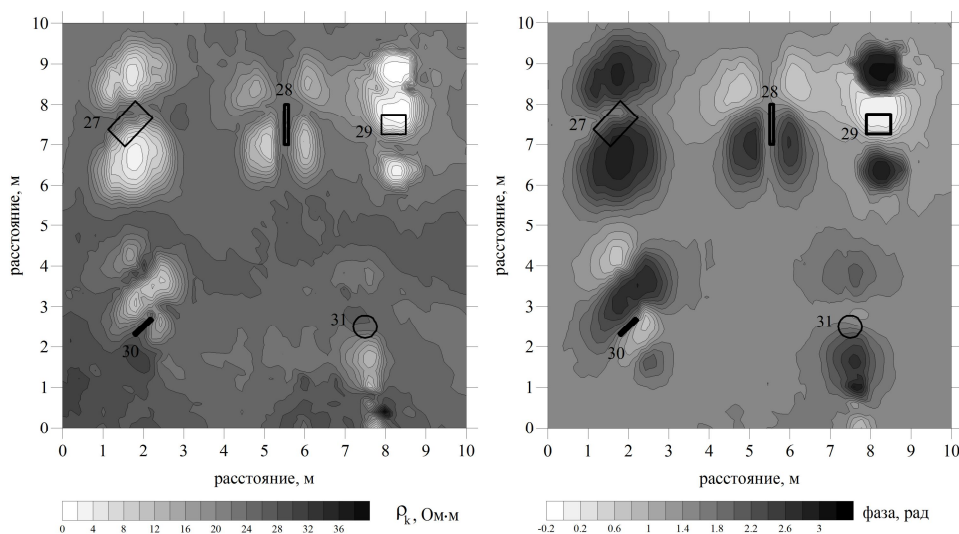 10 10
9 9
8 28 8 28
27 27
29 29
7 7
6 6
5 5
расстояние, м расстояние, м
4 4
3 3
31 31
2 30 2 30
1 1
0 0
0 1 2 3 4 5 6 7 8 9 10 0 1 2 3 4 5 6 7 8 9 10
расстояние, м расстояние, м
ρk, Ом·м фаза, рад
0 4 8 12 16 20 24 28 32 36 -0.2 0.2 0.6 1 1.4 1.8 2.2 2.6 3